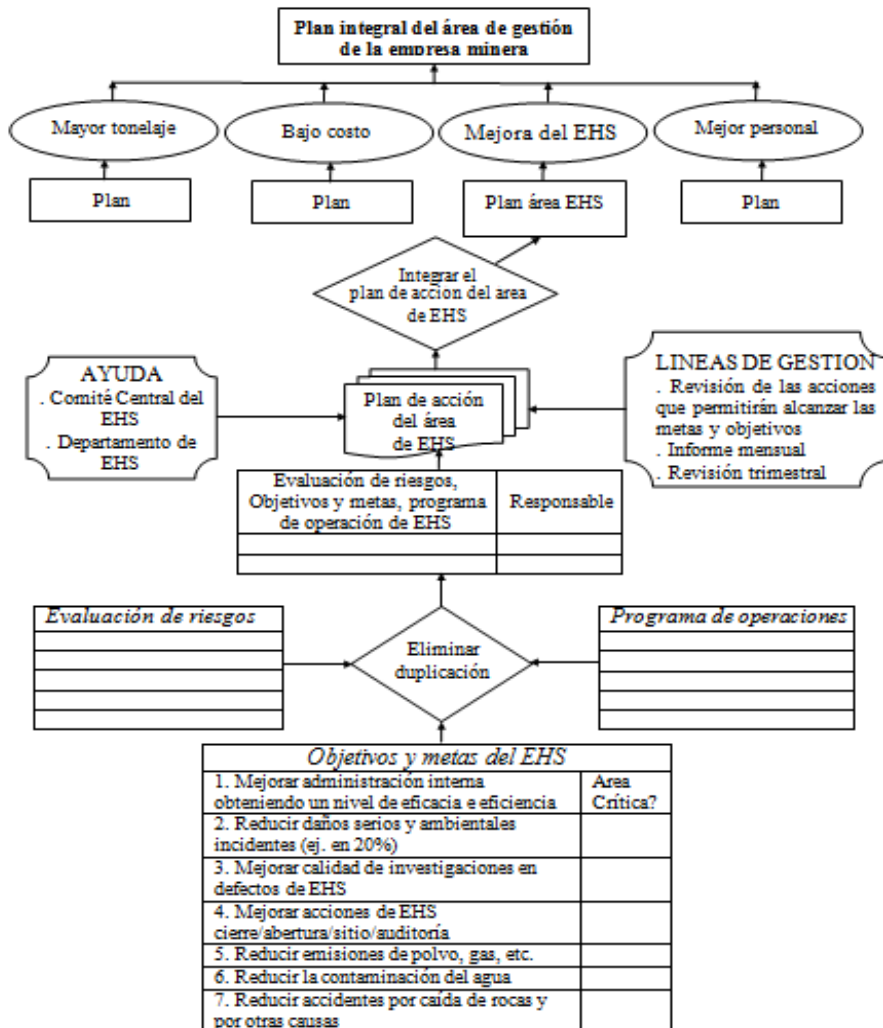 Plan integral del área de gestión
de la empresa minera
Mayor tonelaje
Bajo costo
Mejora del EHS
Mejor personal
Plan
Plan
Plan área EHS
Plan
Integrar el
plan de accion del area
de EHS
AYUDA
. Comité Central del
EHS
. Departamento de
EHS
Plan de acción
del área
de EHS
LINEAS DE GESTION
. Revisión de las acciones
que permitirán alcanzar las
metas y objetivos
. Informe mensual
. Revisión trimestral
Evaluación de riesgos,
Objetivos y metas, programa
de operación de EHS
Responsable
Evaluación de riesgos
Eliminar
duplicación
Programa de operaciones
Objetivos y metas del EHS
1. Mejorar administración interna
obteniendo un nivel de eficacia e eficiencia
Area
Crítica?
2. Reducir daños serios y ambientales
incidentes (ej. en 20%)
3. Mejorar calidad de investigaciones en
defectos de EHS
4. Mejorar acciones de EHS
cierre/abertura/sitio/auditoría
5. Reducir emisiones de polvo, gas, etc.
6. Reducir la contaminación del agua
7. Reducir accidentes por caída de rocas y
por otras causas